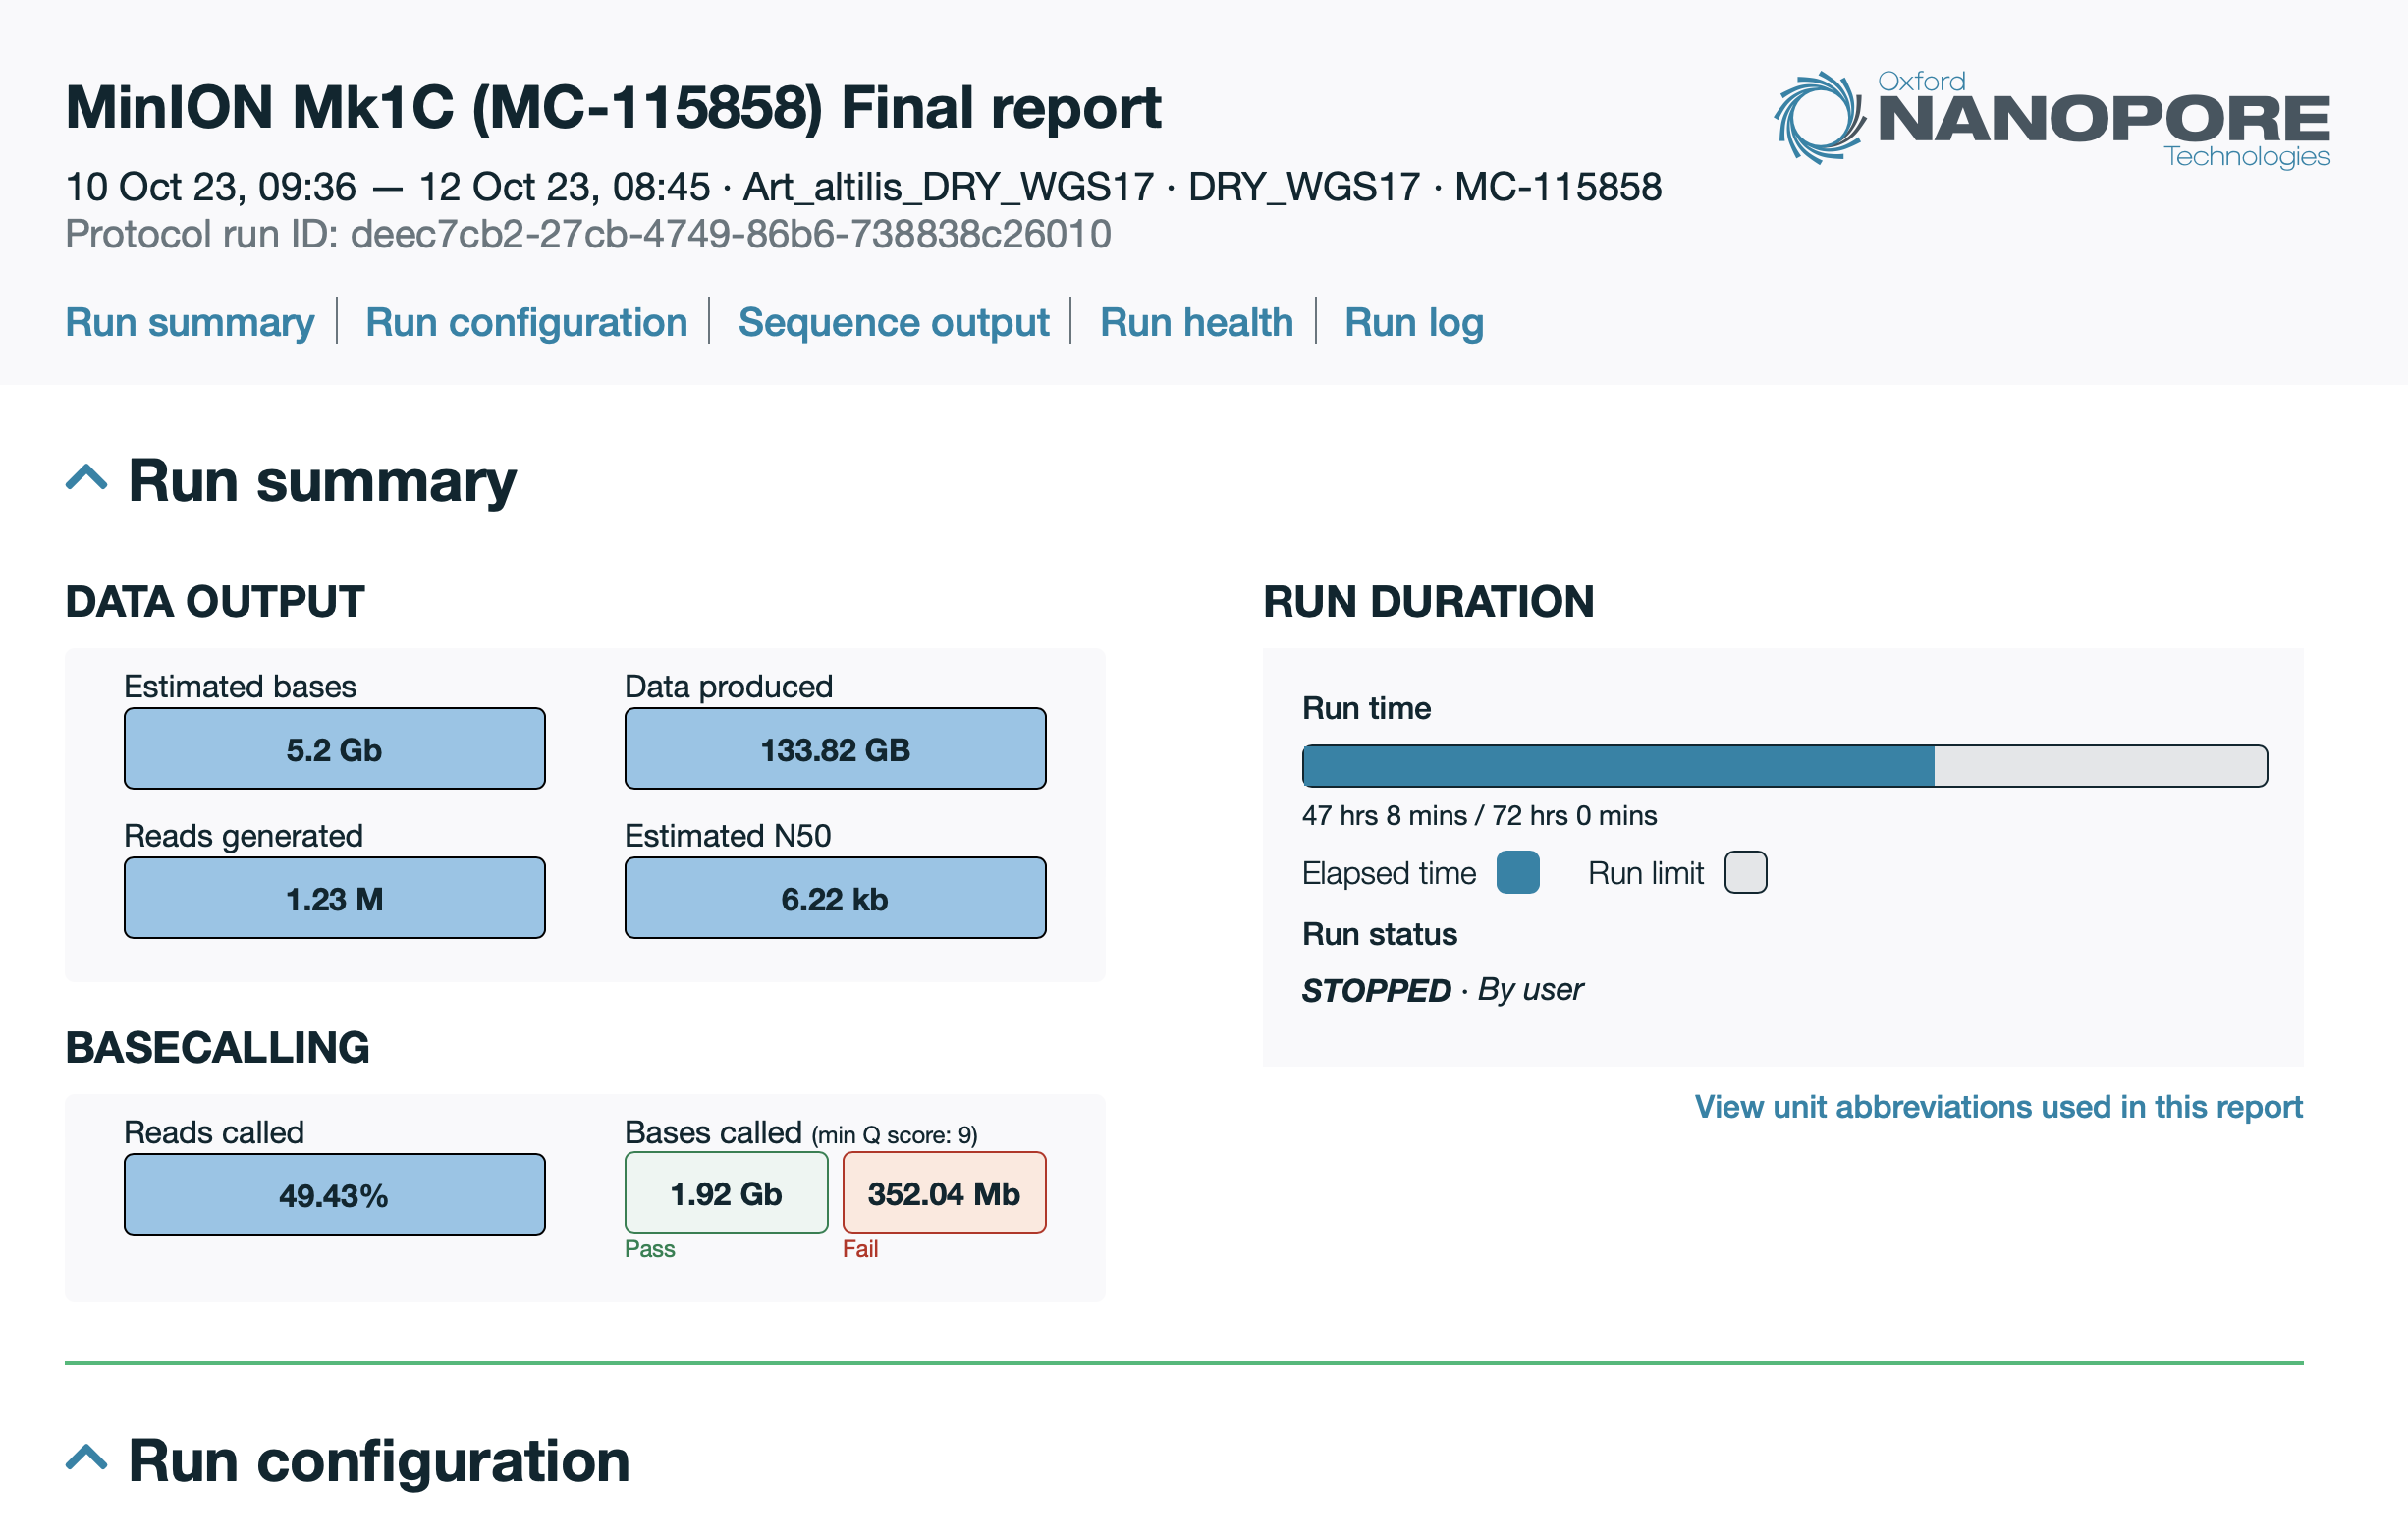 MinION Mk1C (MC-115858) Final report
Oxford
NANOPORE
Technologies
10 Oct 23, 09:36 — 12 Oct 23, 08:45 · Art_altilis_DRY_WGS17 · DRY_WGS17 · MC-115858
Protocol run ID: deec7cb2-27cb-4749-86b6-738838c26010
Run summary | Run configuration | Sequence output | Run health | Run log
Run summary
DATA OUTPUT
Estimated bases
5.2 Gb
Data produced
133.82 GB
Reads generated
1.23 M
Estimated N50
6.22 kb
BASECALLING
Reads called
49.43%
Bases called (min Q score: 9)
1.92 Gb
Pass
352.04 Mb
Fail
RUN DURATION
Run time
47 hrs 8 mins / 72 hrs 0 mins
Elapsed time Run limit
Run status
STOPPED · By user
View unit abbreviations used in this report
Run configuration